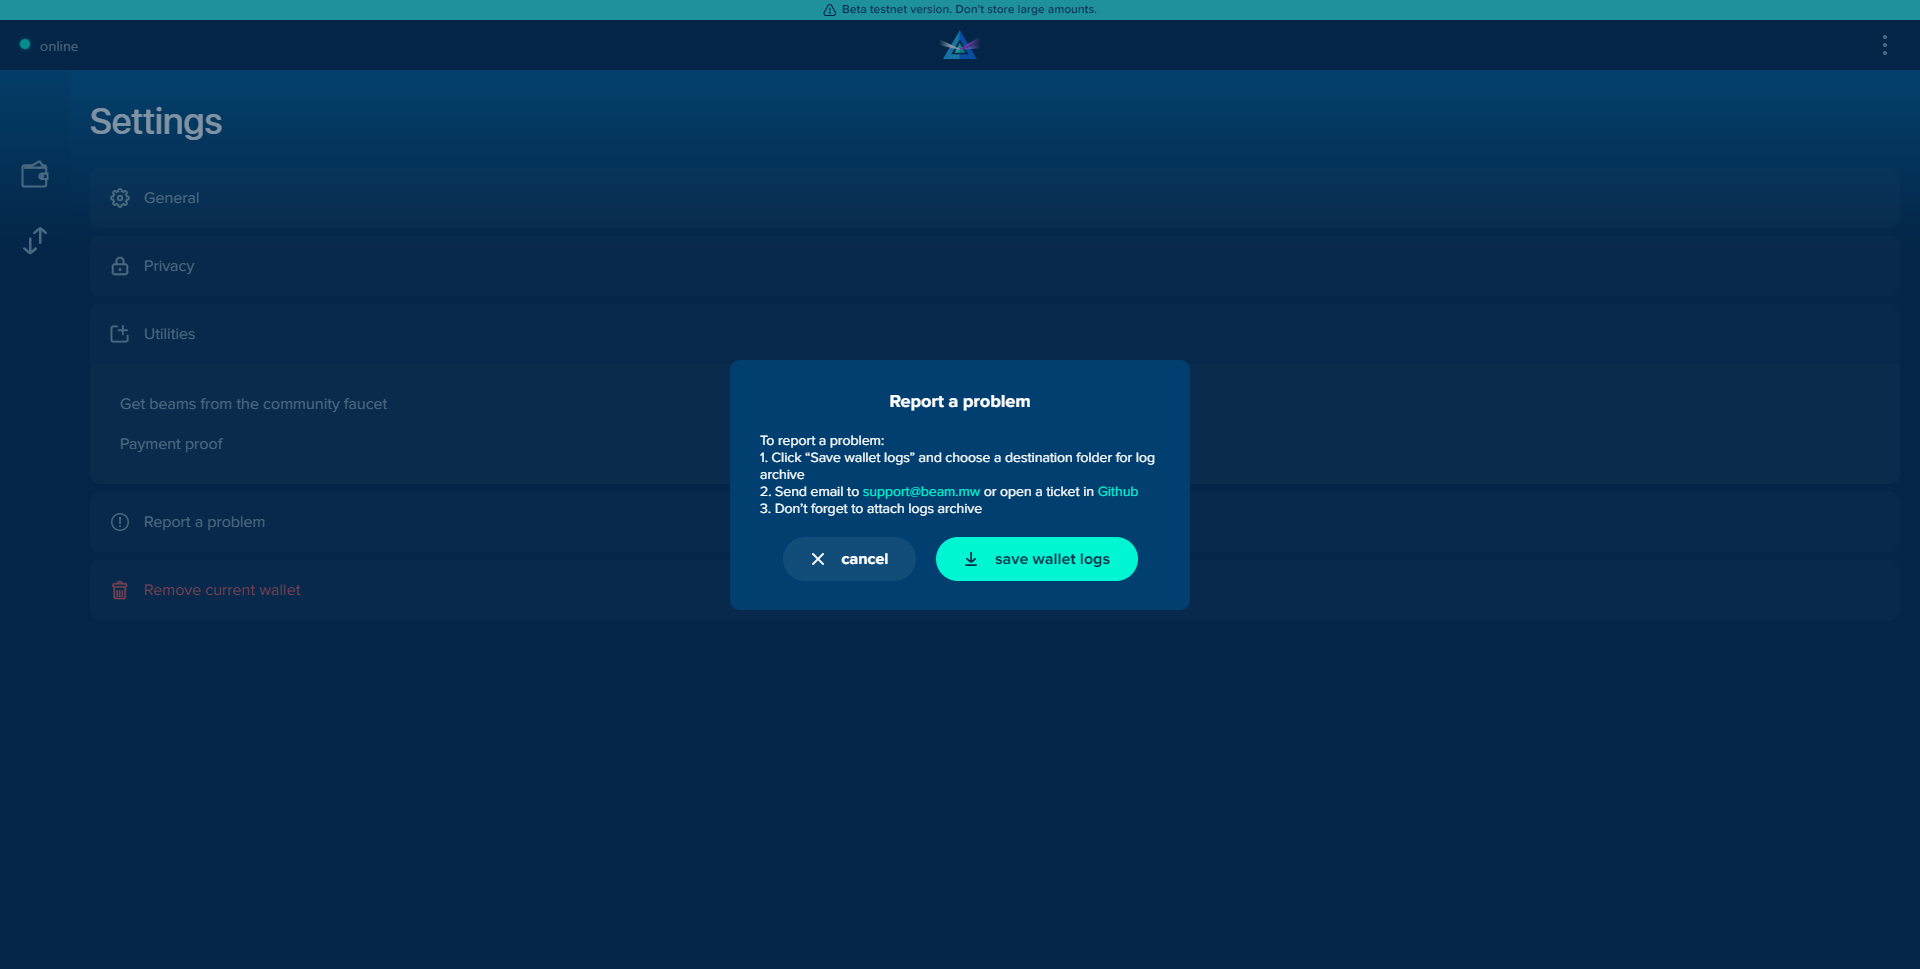 Beta testnet version. Don't store large amounts.
online
Settings
General
Privacy
Utilities
Get beams from the community faucet
Payment proof
Report a problem
Remove current wallet
Report a problem
To report a problem:
1. Click “Save wallet logs” and choose a destination folder for log
archive
2. Send email to support@beam.mw or open a ticket in Github
3. Don’t forget to attach logs archive
cancel
save wallet logs